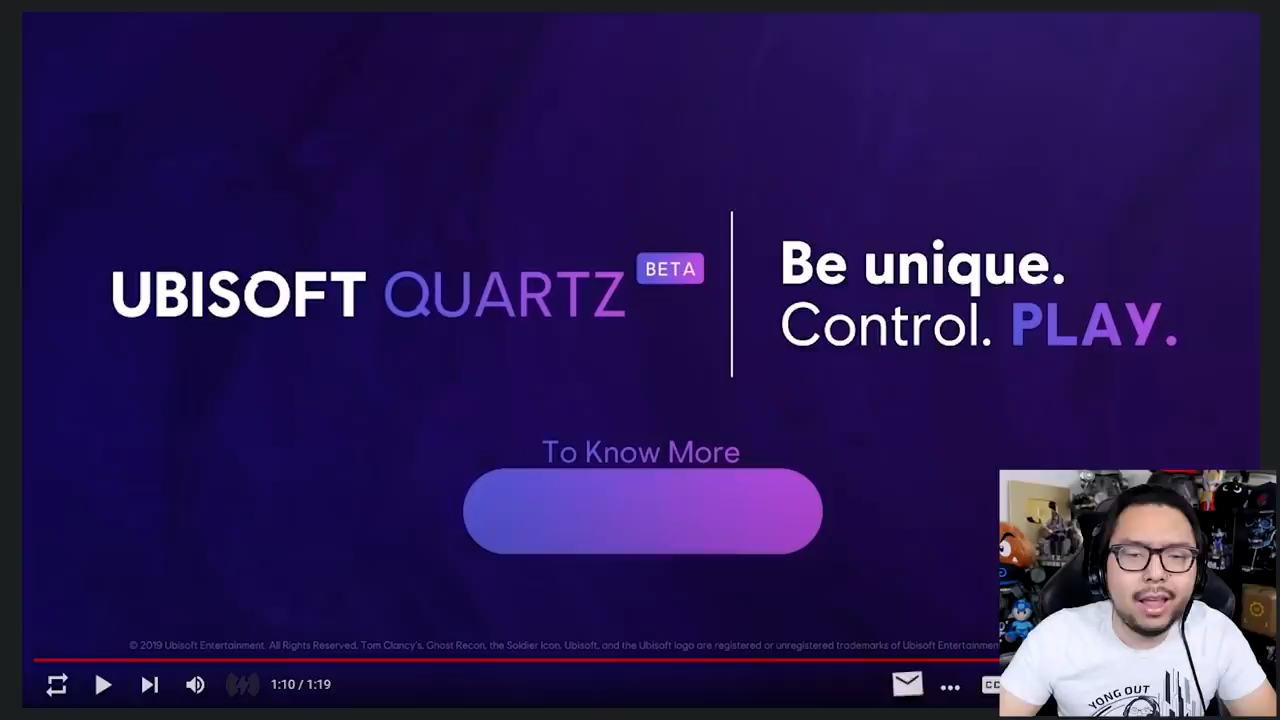 UBISOFT QUARTZ BETA
Be unique.
Control. PLAY.
To Know More
© 2019 Ubisoft Entertainment. All Rights Reserved. Tom Clancy's, Ghost Recon, the Soldier Icon, Ubisoft, and the Ubisoft logo are registered or unregistered trademarks of Ubisoft Entertainment
1:10 / 1:19
CC
YONG OUT